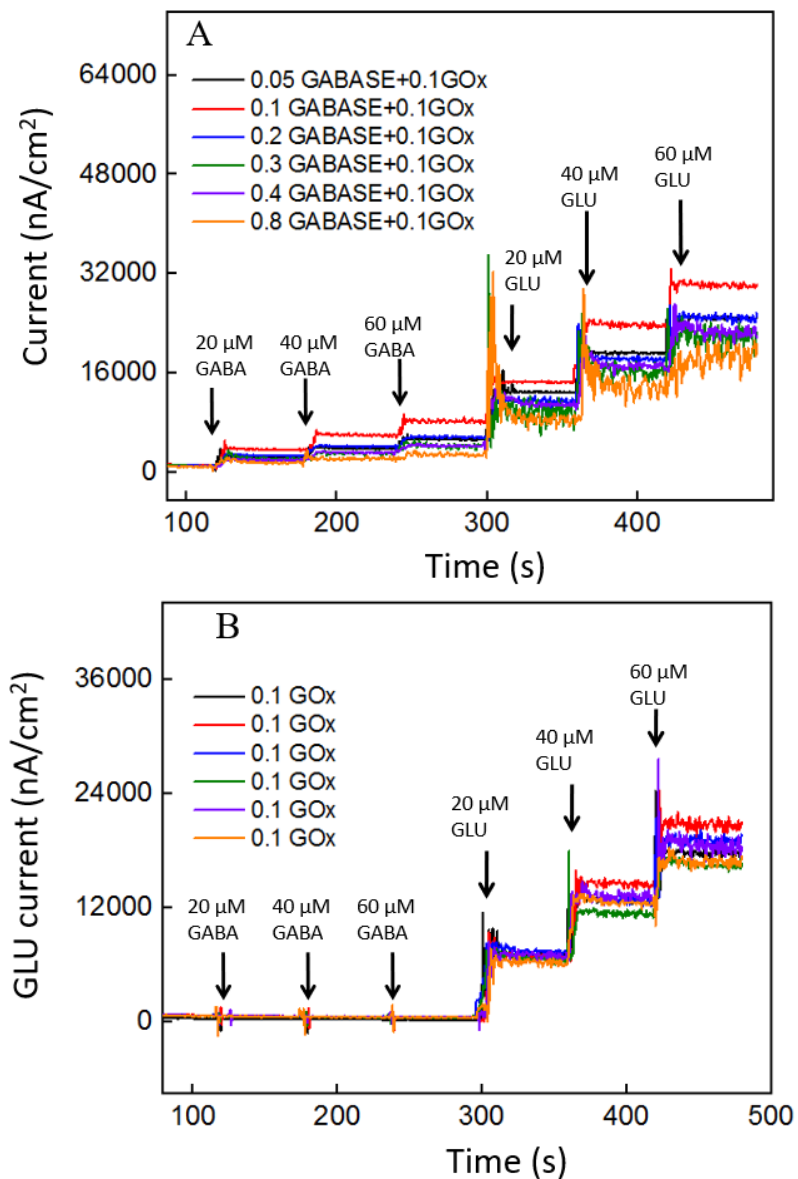 A
64000
48000
32000
16000
0
Current (nA/cm²)
0.05 GABASE+0.1GOx
0.1 GABASE+0.1GOx
0.2 GABASE+0.1GOx
0.3 GABASE+0.1GOx
0.4 GABASE+0.1GOx
0.8 GABASE+0.1GOx
20 µM
GABA
40 µM
GABA
60 µM
GABA
20 µM
GLU
40 µM
GLU
60 µM
GLU
100
200
300
400
Time (s)
B
36000
24000
12000
0
GLU current (nA/cm²)
0.1 GOx
0.1 GOx
0.1 GOx
0.1 GOx
0.1 GOx
0.1 GOx
20 µM
GABA
40 µM
GABA
60 µM
GABA
20 µM
GLU
40 µM
GLU
60 µM
GLU
100
200
300
400
500
Time (s)